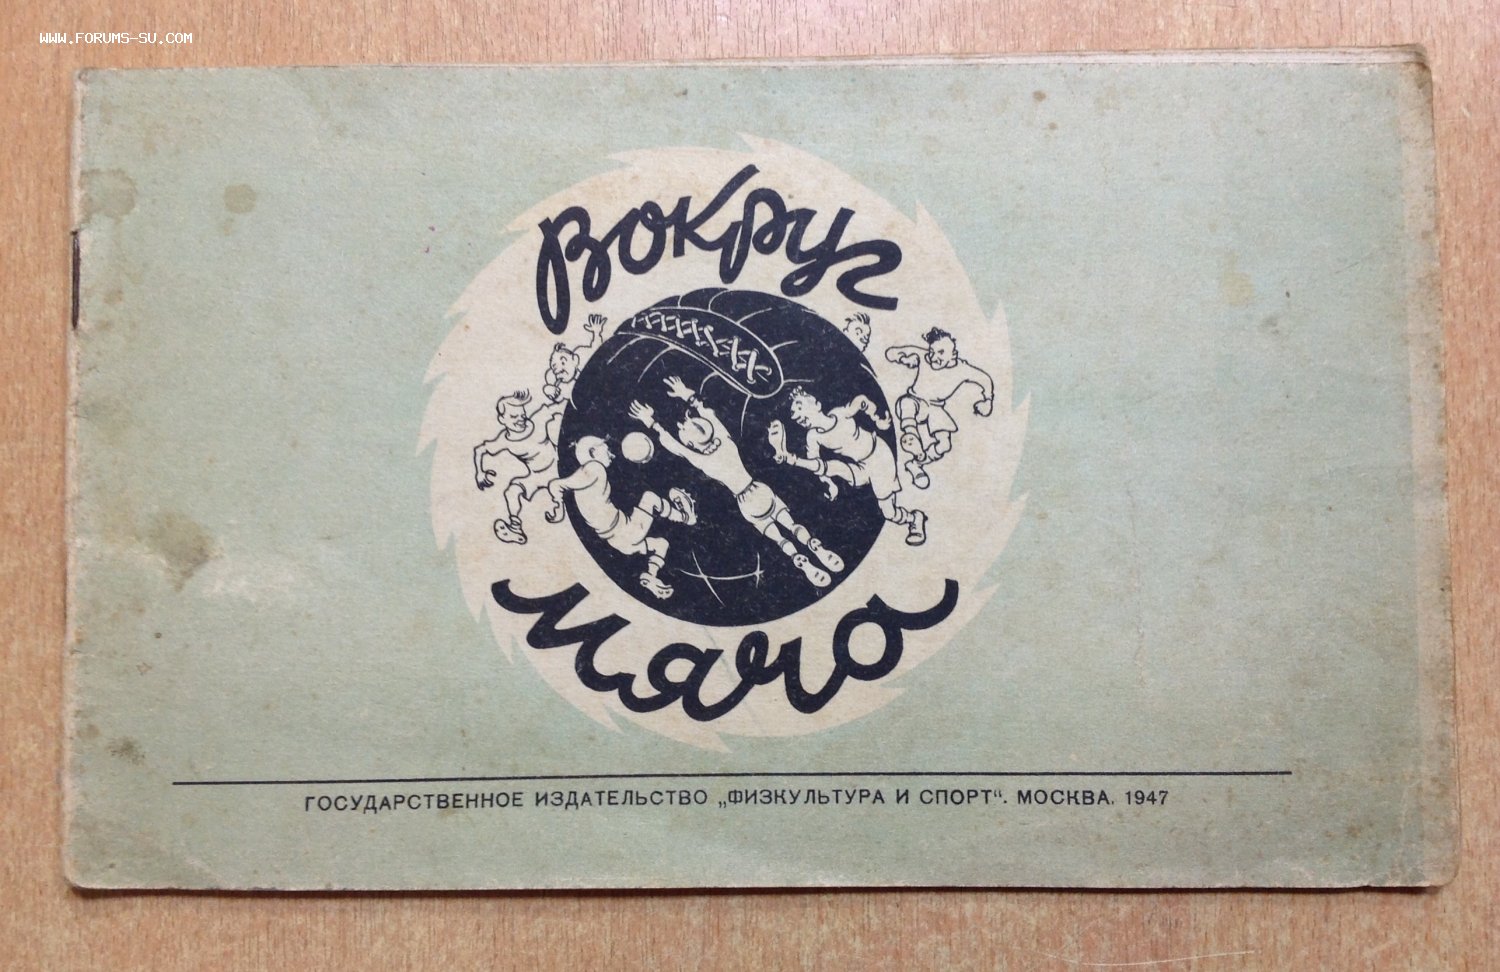 WWW.FORUMS-SU.COM
Вокруг
мяча
ГОСУДАРСТВЕННОЕ ИЗДАТЕЛЬСТВО „ФИЗКУЛЬТУРА И СПОРТ“. МОСКВА. 1947